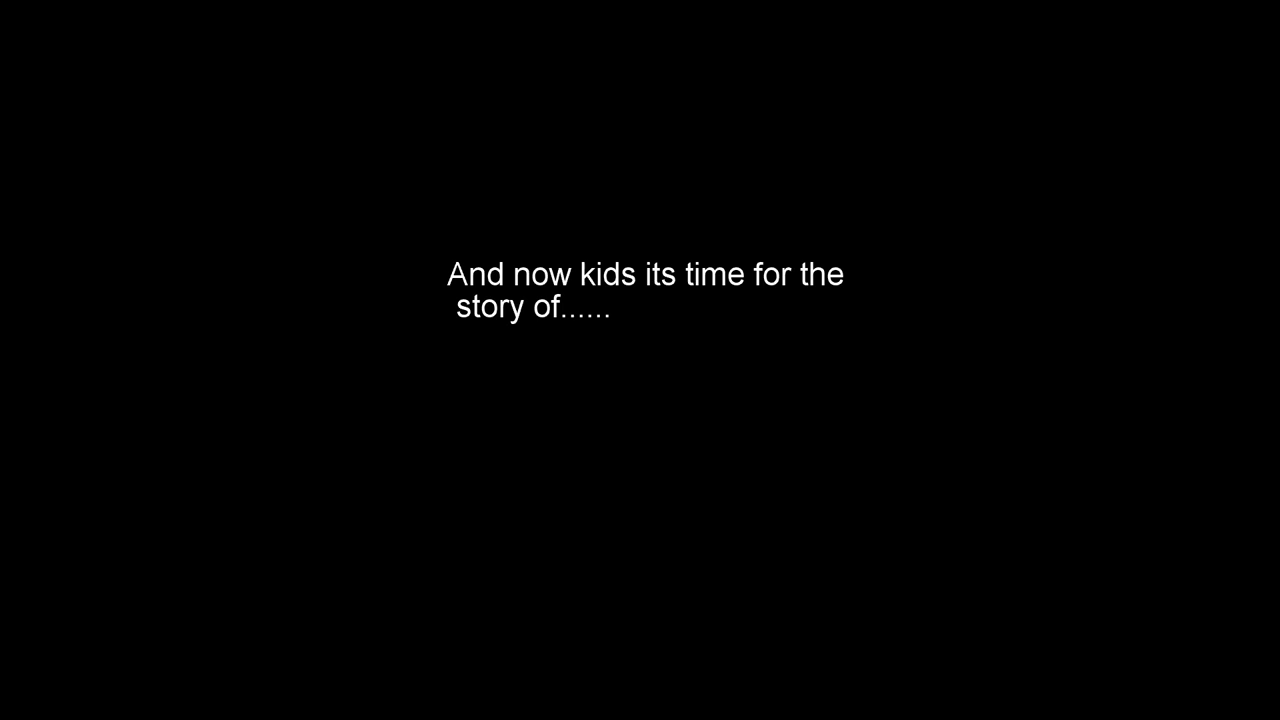 And now kids its time for the
story of......